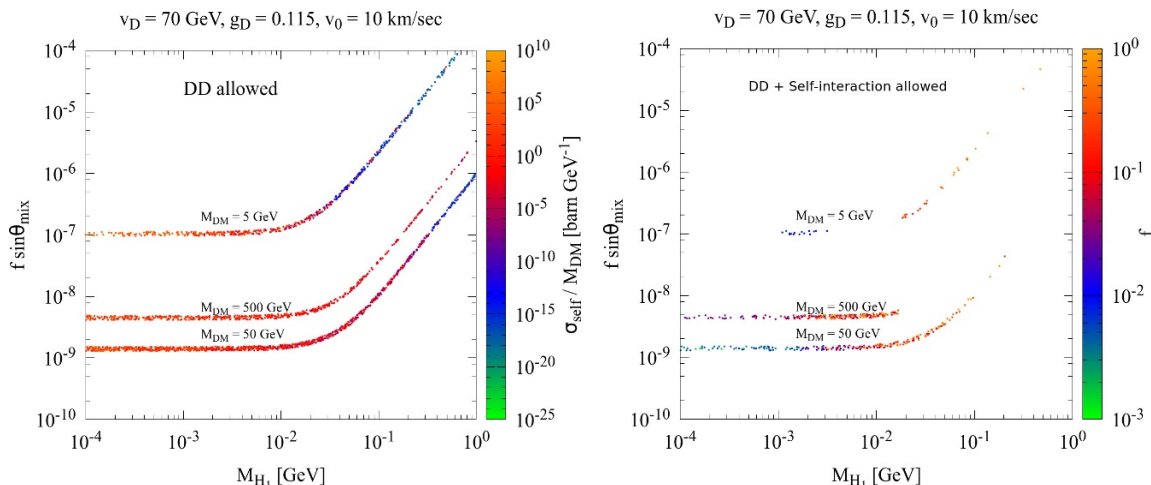 v_D = 70 GeV, g_D = 0.115, v_0 = 10 km/sec
DD allowed
M_DM = 5 GeV
M_DM = 500 GeV
M_DM = 50 GeV
f sinθ_mix
10^-4
10^-5
10^-6
10^-7
10^-8
10^-9
10^-10
10^-4
10^-3
10^-2
10^-1
10^0
M_H₁ [GeV]
10^10
10^5
10^0
10^-5
10^-10
10^-15
10^-20
10^-25
σ_self / M_DM [barn GeV^-1]
v_D = 70 GeV, g_D = 0.115, v_0 = 10 km/sec
DD + Self-interaction allowed
M_DM = 5 GeV
M_DM = 500 GeV
M_DM = 50 GeV
f sinθ_mix
10^-4
10^-5
10^-6
10^-7
10^-8
10^-9
10^-10
10^-4
10^-3
10^-2
10^-1
10^0
M_H₁ [GeV]
10^0
10^-1
10^-2
10^-3
f